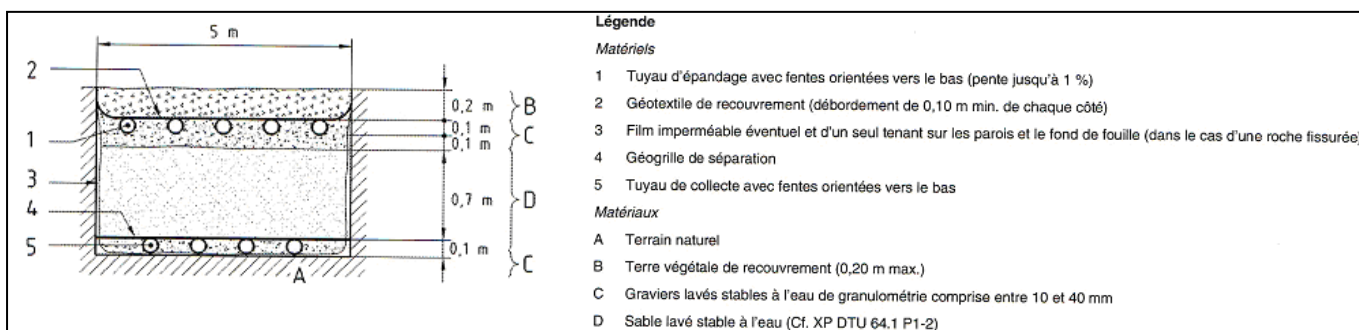 5 m
2
0,2 m
B
1
0,1 m
C
0,1 m
3
0,7 m
D
4
5
0,1 m
A
C
Légende
Matériels
1 Tuyau d'épandage avec fentes orientées vers le bas (pente jusqu'à 1 %)
2 Géotextile de recouvrement (débordement de 0,10 m min. de chaque côté)
3 Film imperméable éventuel et d'un seul tenant sur les parois et le fond de fouille (dans le cas d'une roche fissurée)
4 Géogrille de séparation
5 Tuyau de collecte avec fentes orientées vers le bas
Matériaux
A Terrain naturel
B Terre végétale de recouvrement (0,20 m max.)
C Graviers lavés stables à l'eau de granulométrie comprise entre 10 et 40 mm
D Sable lavé stable à l'eau (Cf. XP DTU 64.1 P1-2)